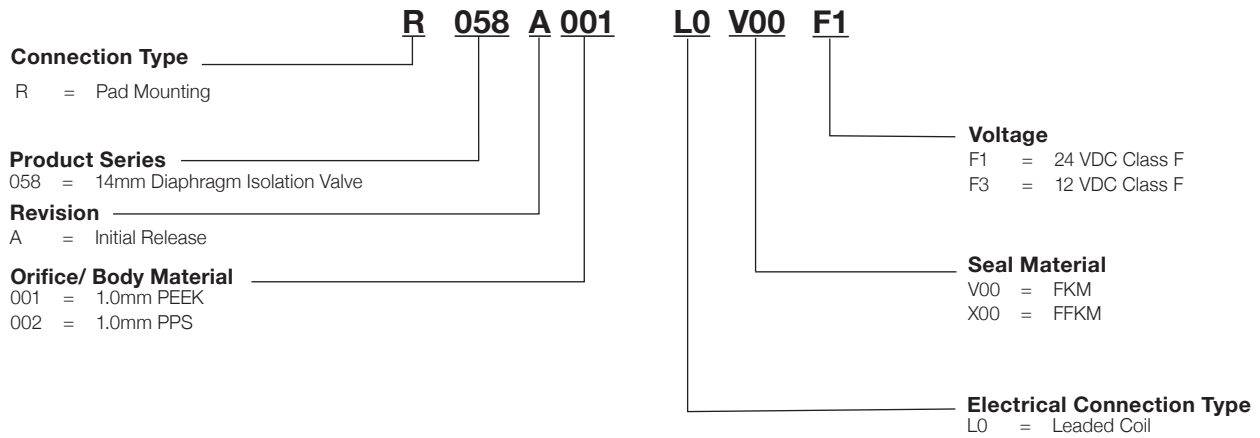 R 058 A 001 L0 V00 F1
Connection Type
R = Pad Mounting
Product Series
058 = 14mm Diaphragm Isolation Valve
Revision
A = Initial Release
Orifice/ Body Material
001 = 1.0mm PEEK
002 = 1.0mm PPS
Voltage
F1 = 24 VDC Class F
F3 = 12 VDC Class F
Seal Material
V00 = FKM
X00 = FFKM
Electrical Connection Type
L0 = Leaded Coil